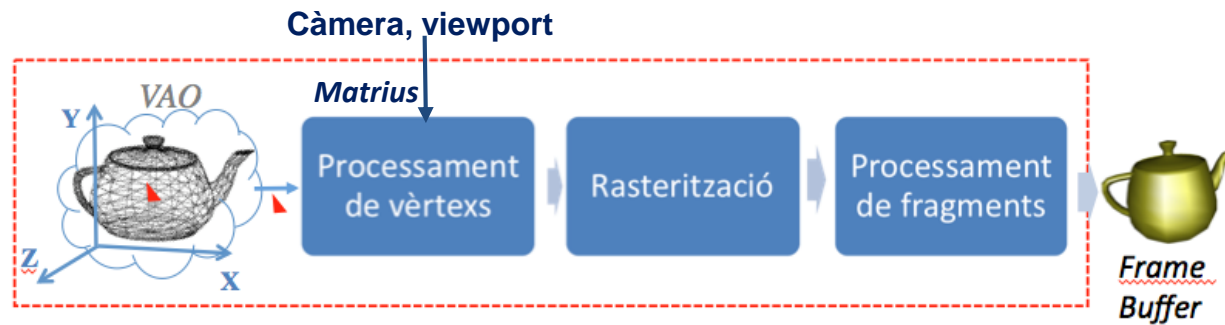 Càmera, viewport
VAO
Matrius
Y
Z
X
Processament
de vèrtexs
Rasterització
Processament
de fragments
Frame
Buffer